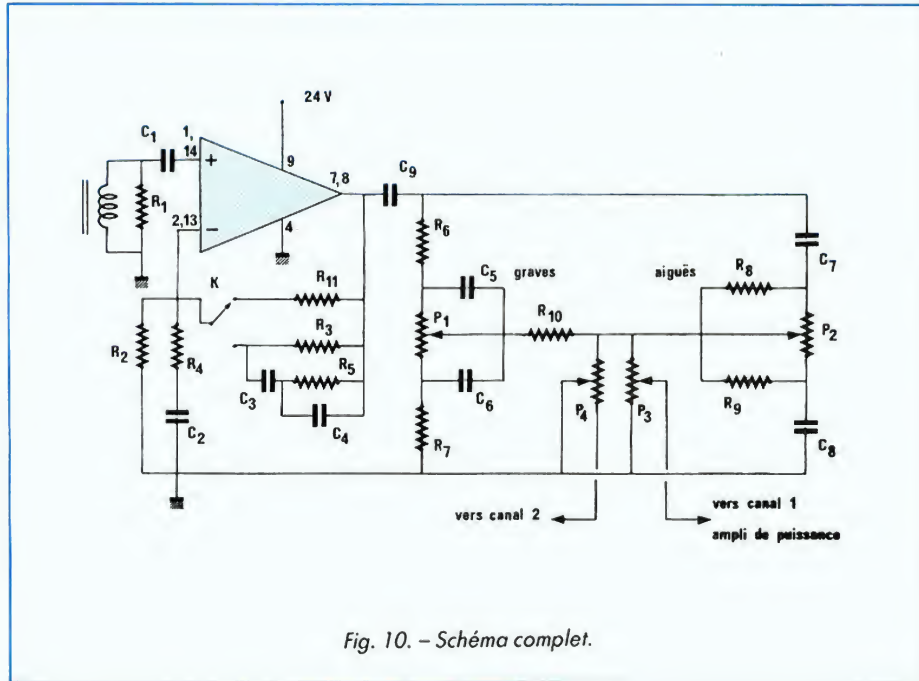 24 V
C1
1,
14
+
9
7,8
C9
R1
2,13
−
4
R6
C7
K
C5
graves
aiguës
R8
R11
R10
P1
P2
R2
R4
R3
R5
C3
C6
P4
P3
R9
C4
C2
R7
C8
vers canal 2
vers canal 1
ampli de puissance
Fig. 10. – Schéma complet.